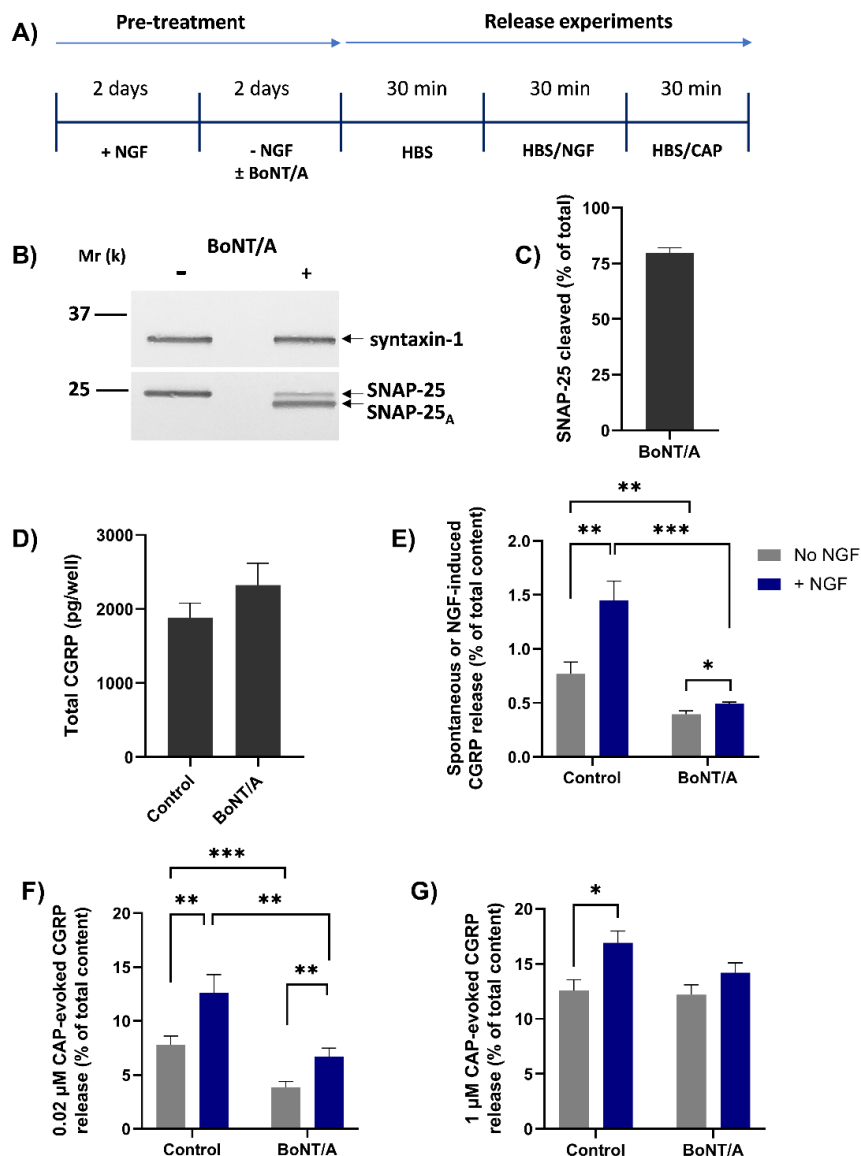 A)
Pre-treatment
Release experiments
2 days
2 days
30 min
30 min
30 min
+ NGF
- NGF
± BoNT/A
HBS
HBS/NGF
HBS/CAP
B)
BoNT/A
Mr (k)
–
+
37
25
syntaxin-1
SNAP-25
SNAP-25A
C)
SNAP-25 cleaved (% of total)
100
75
50
25
0
BoNT/A
D)
Total CGRP (pg/well)
3000
2000
1000
0
Control
BoNT/A
E)
Spontaneous or NGF-induced
CGRP release (% of total content)
2.0
1.5
1.0
0.5
0.0
**
**
***
*
Control
BoNT/A
No NGF
+ NGF
F)
0.02 µM CAP-evoked CGRP
release (% of total content)
20
15
10
5
0
***
**
**
**
Control
BoNT/A
G)
1 µM CAP-evoked CGRP
release (% of total content)
20
15
10
5
0
*
Control
BoNT/A